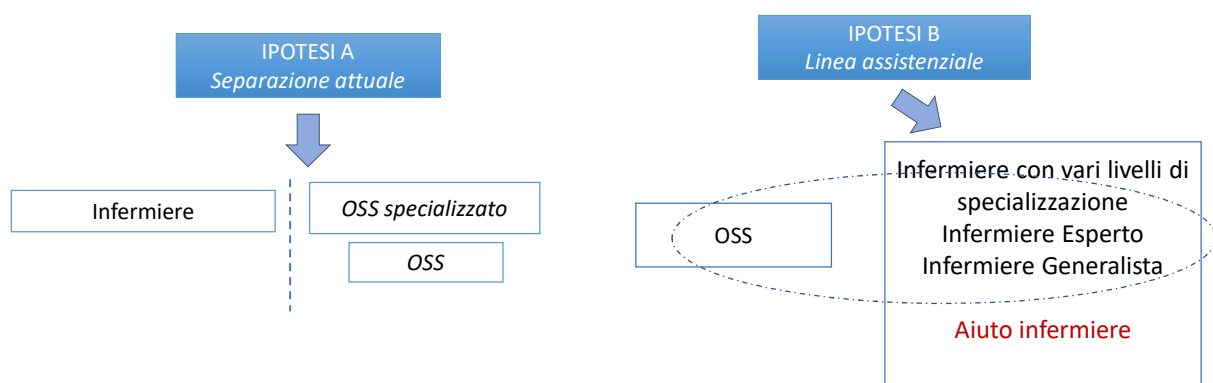 IPOTESI A
Separazione attuale
Infermiere
OSS specializzato
OSS
IPOTESI B
Linea assistenziale
OSS
Infermiere con vari livelli di
specializzazione
Infermiere Esperto
Infermiere Generalista
Aiuto infermiere